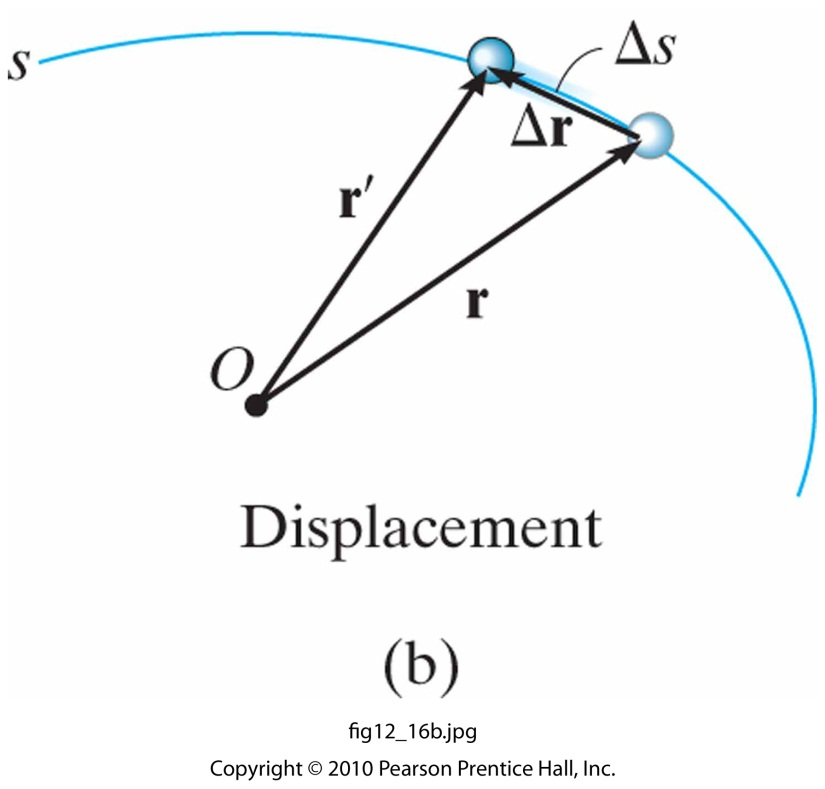 s
Δs
Δr
r′
r
O
Displacement
(b)
fig12_16b.jpg
Copyright © 2010 Pearson Prentice Hall, Inc.